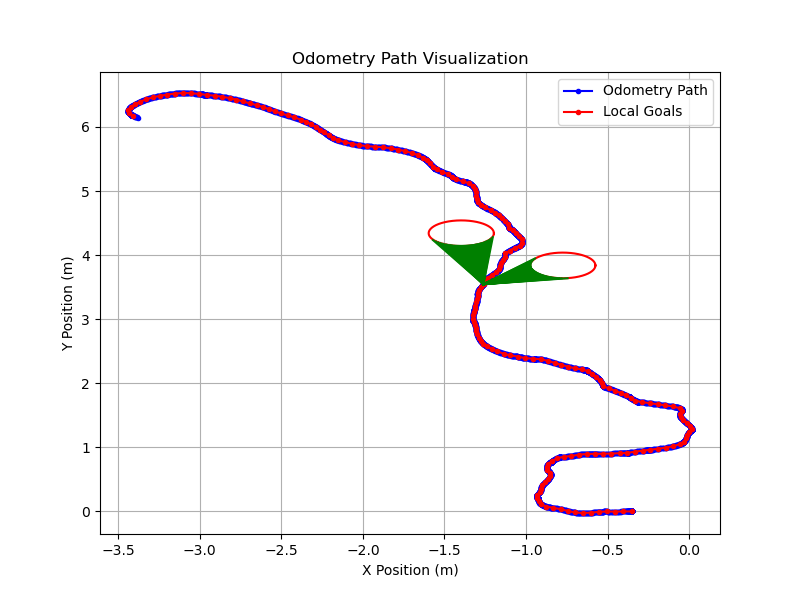 Odometry Path Visualization
Odometry Path
Local Goals
Y Position (m)
6
5
4
3
2
1
0
−3.5 −3.0 −2.5 −2.0 −1.5 −1.0 −0.5 0.0
X Position (m)